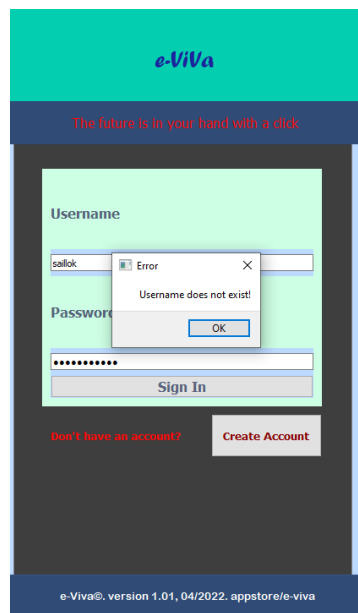 e-ViVa
The future is in your hand with a click
Username
saillok
Error
Username does not exist!
OK
Password
Sign In
Don't have an account?
Create Account
e-Viva©. version 1.01, 04/2022. appstore/e-viva